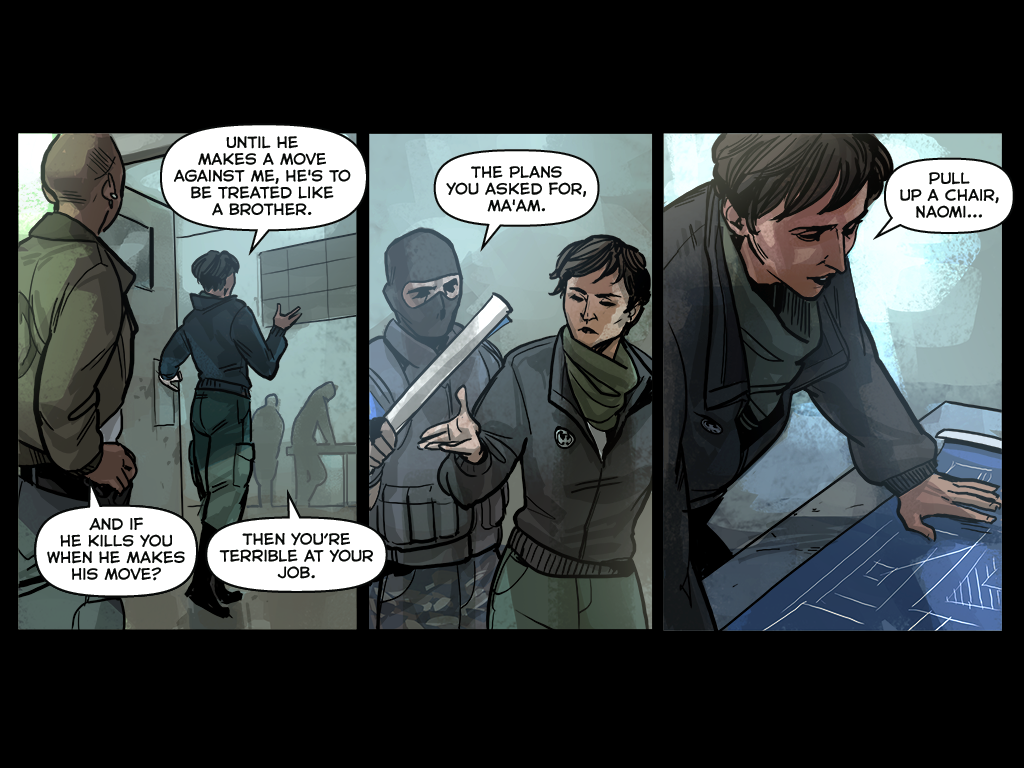 UNTIL HE
MAKES A MOVE
AGAINST ME, HE'S TO
BE TREATED LIKE
A BROTHER.
AND IF
HE KILLS YOU
WHEN HE MAKES
HIS MOVE?
THEN YOU'RE
TERRIBLE AT YOUR
JOB.
THE PLANS
YOU ASKED FOR,
MA'AM.
PULL
UP A CHAIR,
NAOMI...